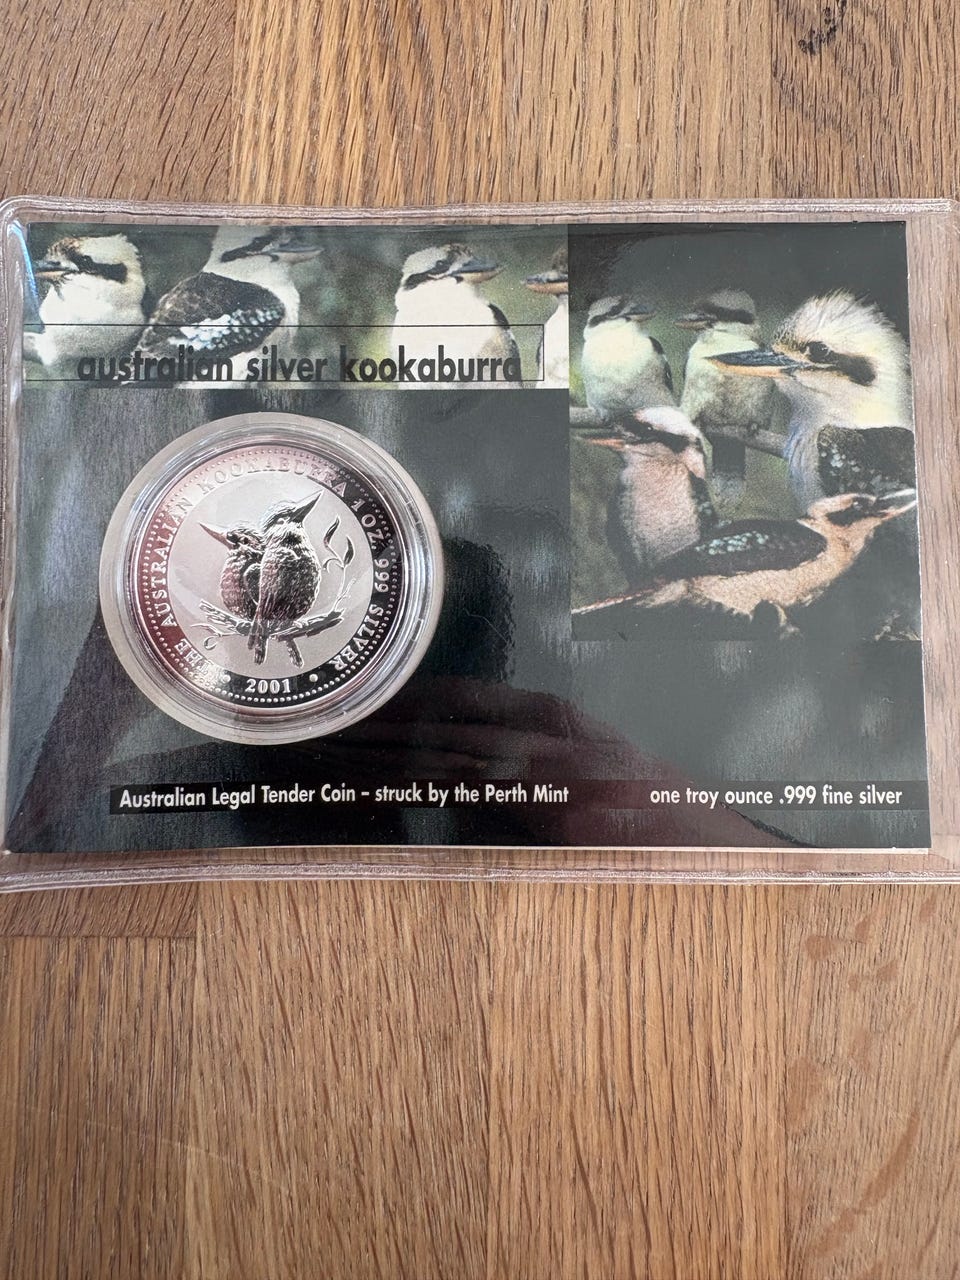 australian silver kookaburra
THE AUSTRALIAN KOOKABURRA 1 OZ. 999 SILVER
2001
Australian Legal Tender Coin – struck by the Perth Mint
one troy ounce .999 fine silver